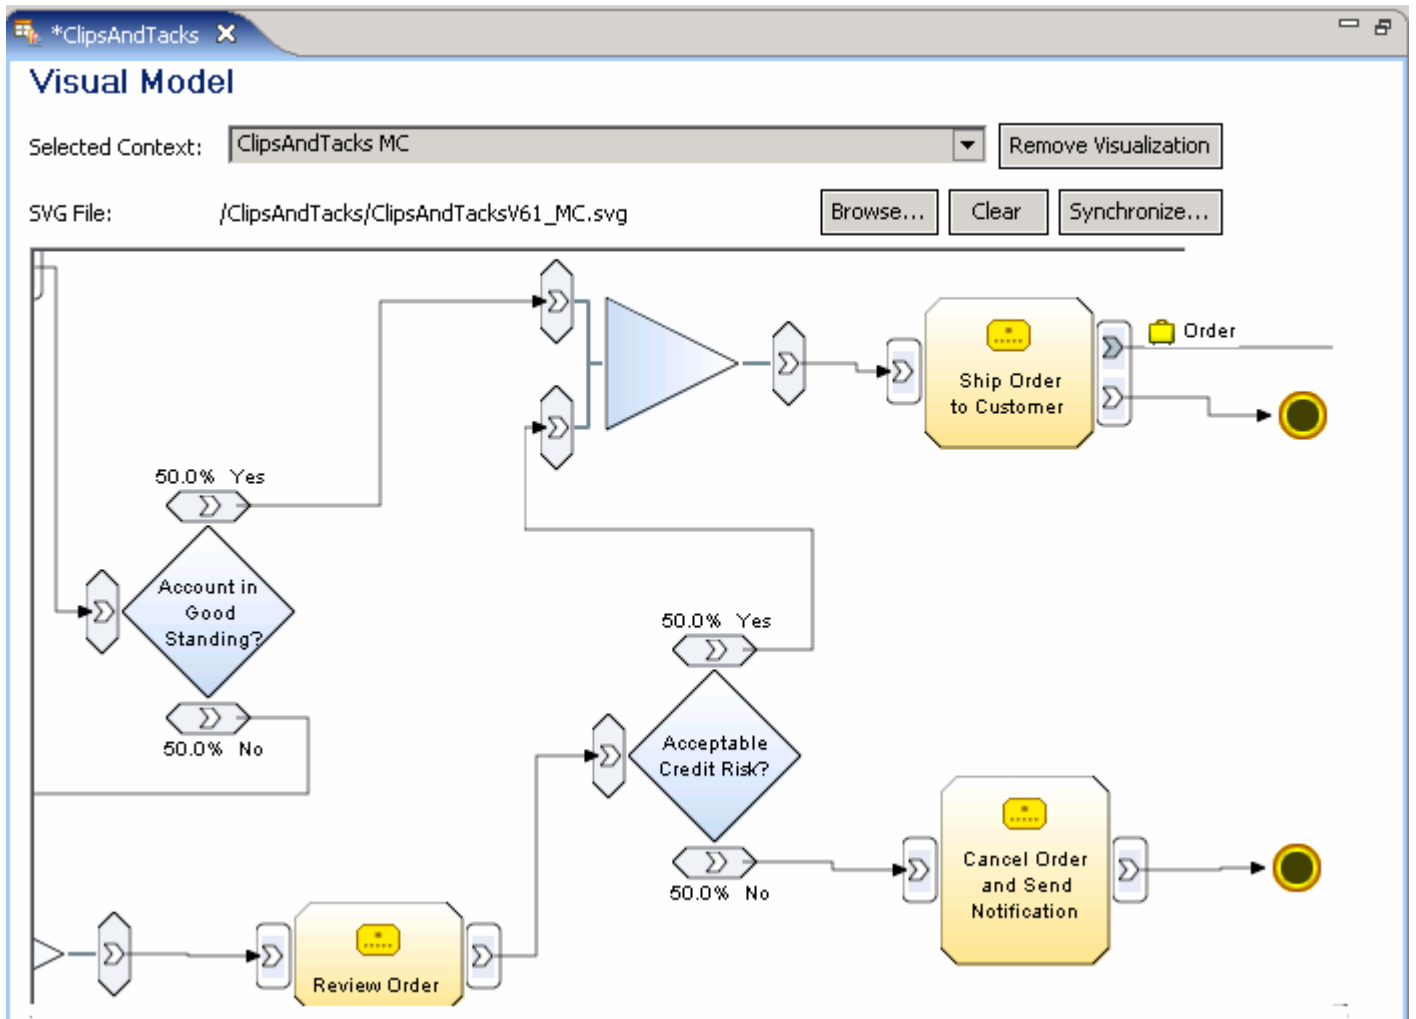 *ClipsAndTacks
Visual Model
Selected Context: ClipsAndTacks MC Remove Visualization
SVG File: /ClipsAndTacks/ClipsAndTacksV61_MC.svg Browse... Clear Synchronize...
Order
Ship Order
to Customer
50.0% Yes
Account in
Good
Standing?
50.0% No
50.0% Yes
Acceptable
Credit Risk?
50.0% No
Cancel Order
and Send
Notification
Review Order